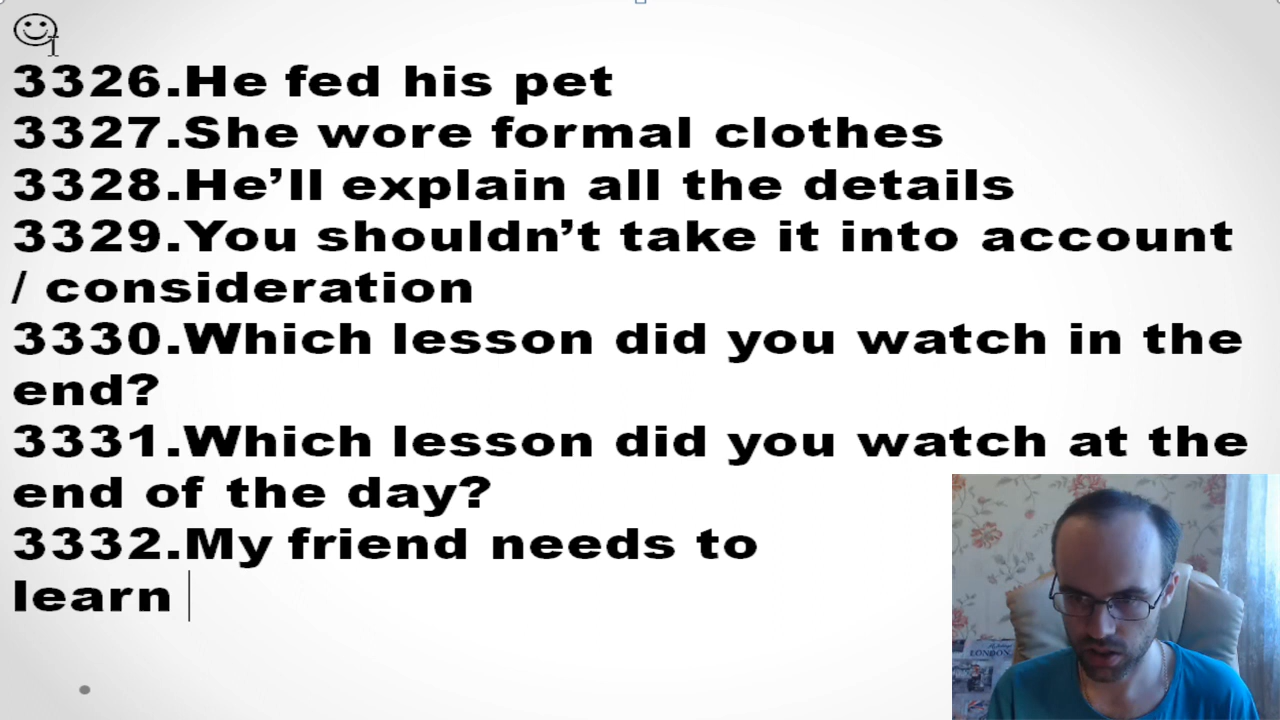 3326.He fed his pet
3327.She wore formal clothes
3328.He’ll explain all the details
3329.You shouldn’t take it into account
/ consideration
3330.Which lesson did you watch in the
end?
3331.Which lesson did you watch at the
end of the day?
3332.My friend needs to
learn
LONDON